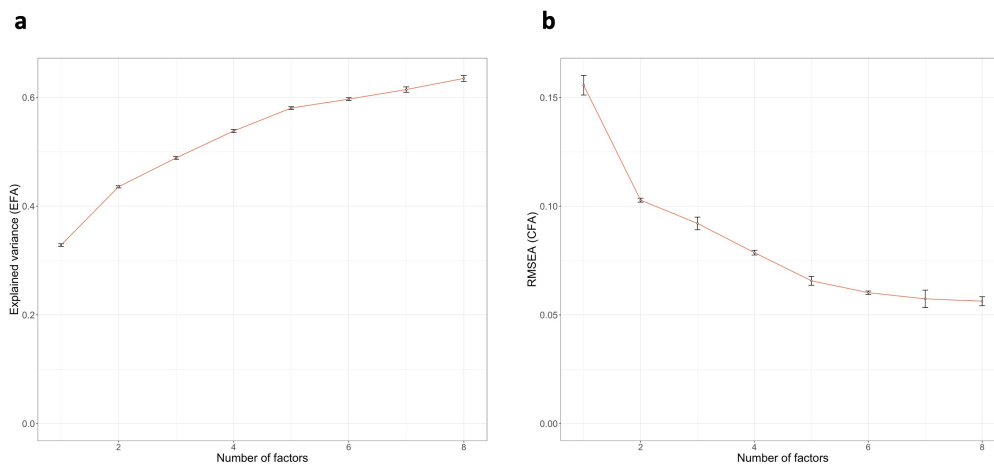 a
b
Explained variance (EFA)
0.6
0.4
0.2
0.0
2 4 6 8
Number of factors
RMSEA (CFA)
0.15
0.10
0.05
0.00
2 4 6 8
Number of factors